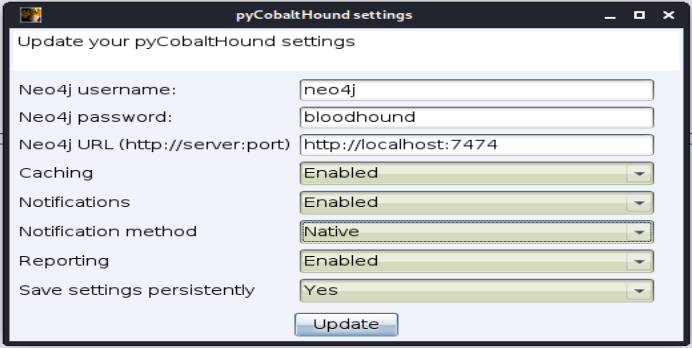 pyCobaltHound settings
Update your pyCobaltHound settings
Neo4j username: neo4j
Neo4j password: bloodhound
Neo4j URL (http://server:port) http://localhost:7474
Caching Enabled
Notifications Enabled
Notification method Native
Reporting Enabled
Save settings persistently Yes
Update